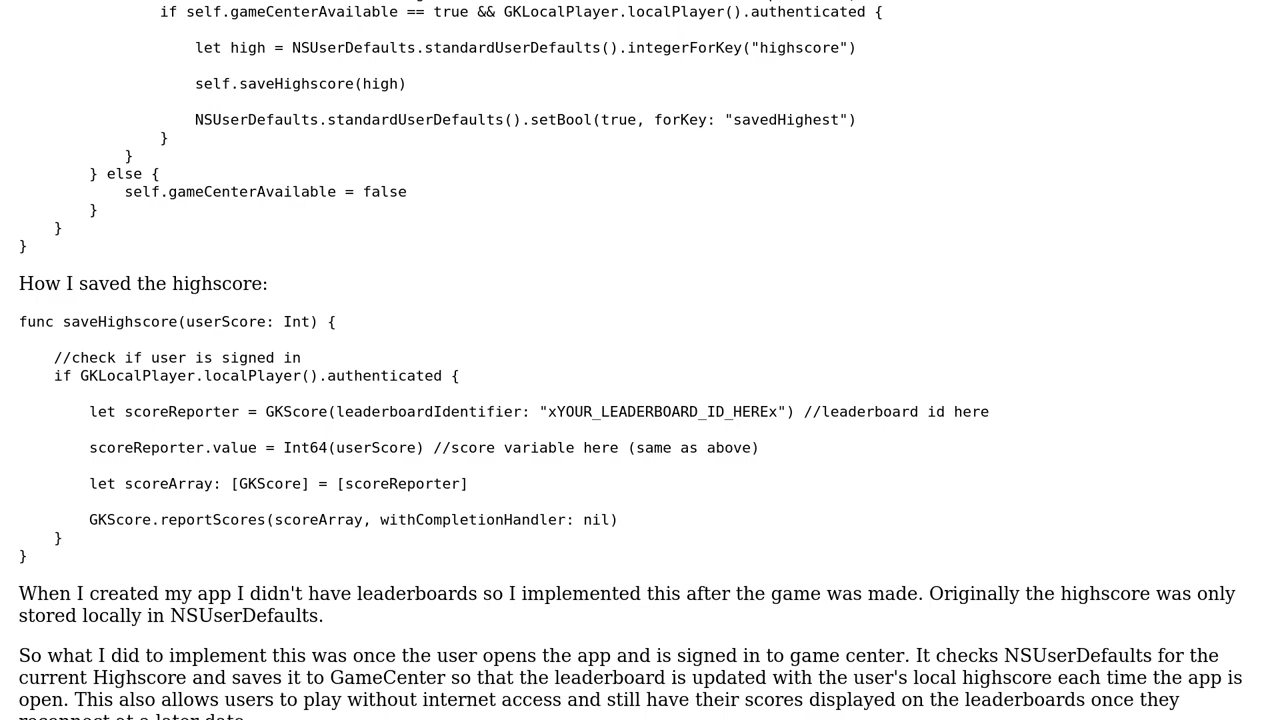 if self.gameCenterAvailable == true && GKLocalPlayer.localPlayer().authenticated {
let high = NSUserDefaults.standardUserDefaults().integerForKey("highscore")
self.saveHighscore(high)
NSUserDefaults.standardUserDefaults().setBool(true, forKey: "savedHighest")
}
}
} else {
self.gameCenterAvailable = false
}
}
}
How I saved the highscore:
func saveHighscore(userScore: Int) {
//check if user is signed in
if GKLocalPlayer.localPlayer().authenticated {
let scoreReporter = GKScore(leaderboardIdentifier: "xYOUR_LEADERBOARD_ID_HEREx") //leaderboard id here
scoreReporter.value = Int64(userScore) //score variable here (same as above)
let scoreArray: [GKScore] = [scoreReporter]
GKScore.reportScores(scoreArray, withCompletionHandler: nil)
}
}
When I created my app I didn't have leaderboards so I implemented this after the game was made. Originally the highscore was only
stored locally in NSUserDefaults.
So what I did to implement this was once the user opens the app and is signed in to game center. It checks NSUserDefaults for the
current Highscore and saves it to GameCenter so that the leaderboard is updated with the user's local highscore each time the app is
open. This also allows users to play without internet access and still have their scores displayed on the leaderboards once they
reconnect at a later date.